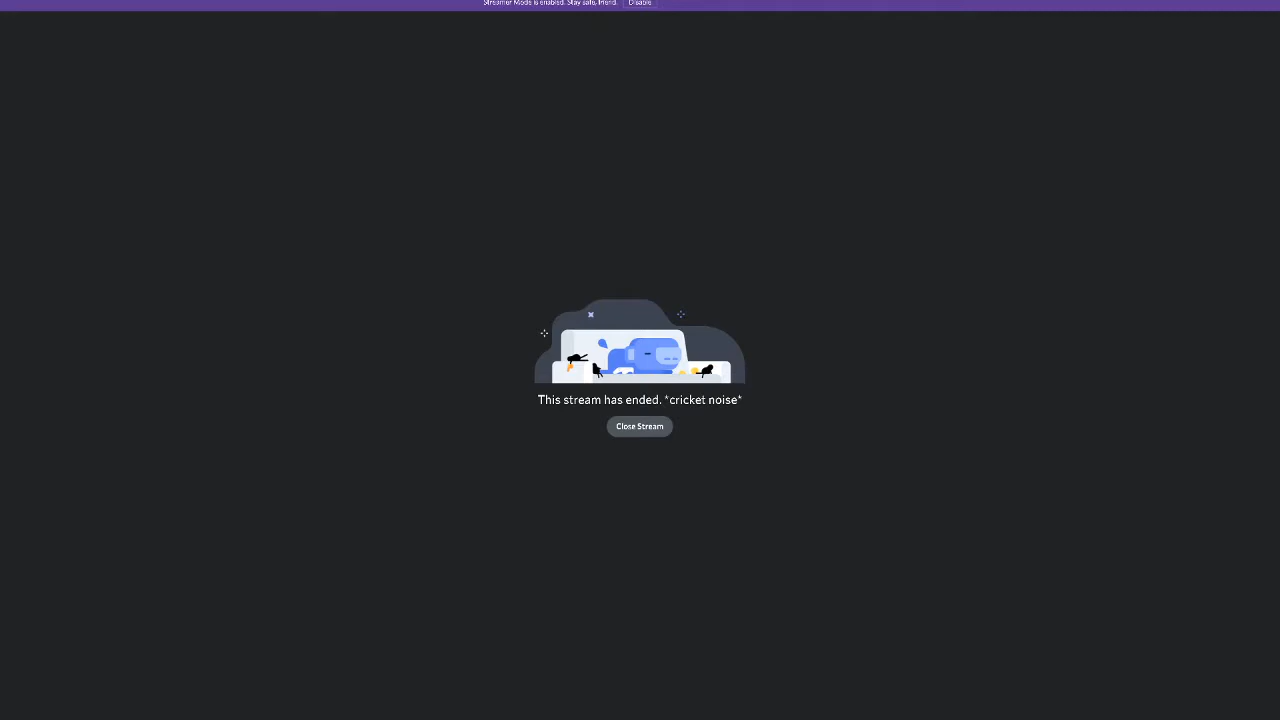 Streamer Mode is enabled. Stay safe, friend. Disable
This stream has ended. *cricket noise*
Close Stream